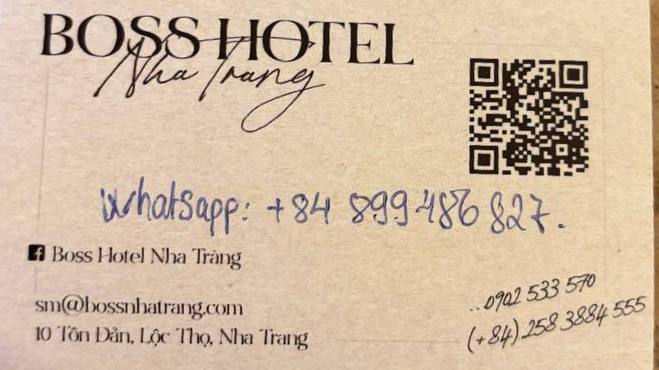 BOSS HOTEL
Nha Trang
whatsapp: +84 899 486 827.
Boss Hotel Nha Trang
sm@bossnhatrang.com
10 Tôn Đản, Lộc Thọ, Nha Trang
..0902 533 570
(+84) 258 3884 555